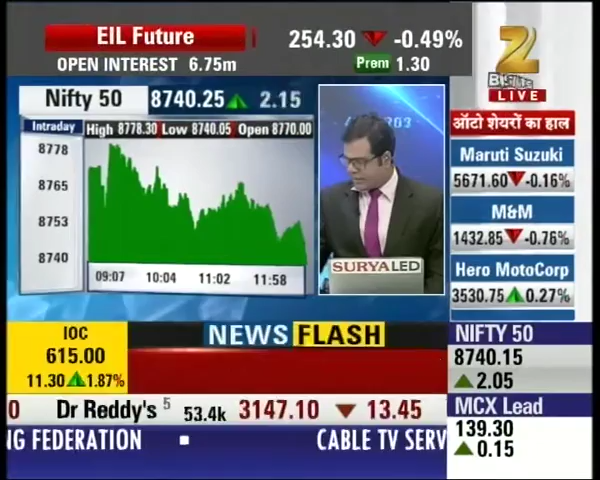 EIL Future
254.30 -0.49%
OPEN INTEREST 6.75m
Prem 1.30
LIVE
Nifty 50 8740.25 2.15
Intraday High 8778.30 Low 8740.05 Open 8770.00
8778
8765
8753
8740
09:07 10:04 11:02 11:58
SURYA LED
ऑटो शेयरों का हाल
Maruti Suzuki
5671.60 -0.16%
M&M
1432.85 -0.76%
Hero MotoCorp
3530.75 0.27%
IOC
615.00
11.30 1.87%
NEWS FLASH
NIFTY 50
8740.15
2.05
0 Dr Reddy's 5 53.4k 3147.10 13.45
MCX Lead
139.30
0.15
NG FEDERATION CABLE TV SERV